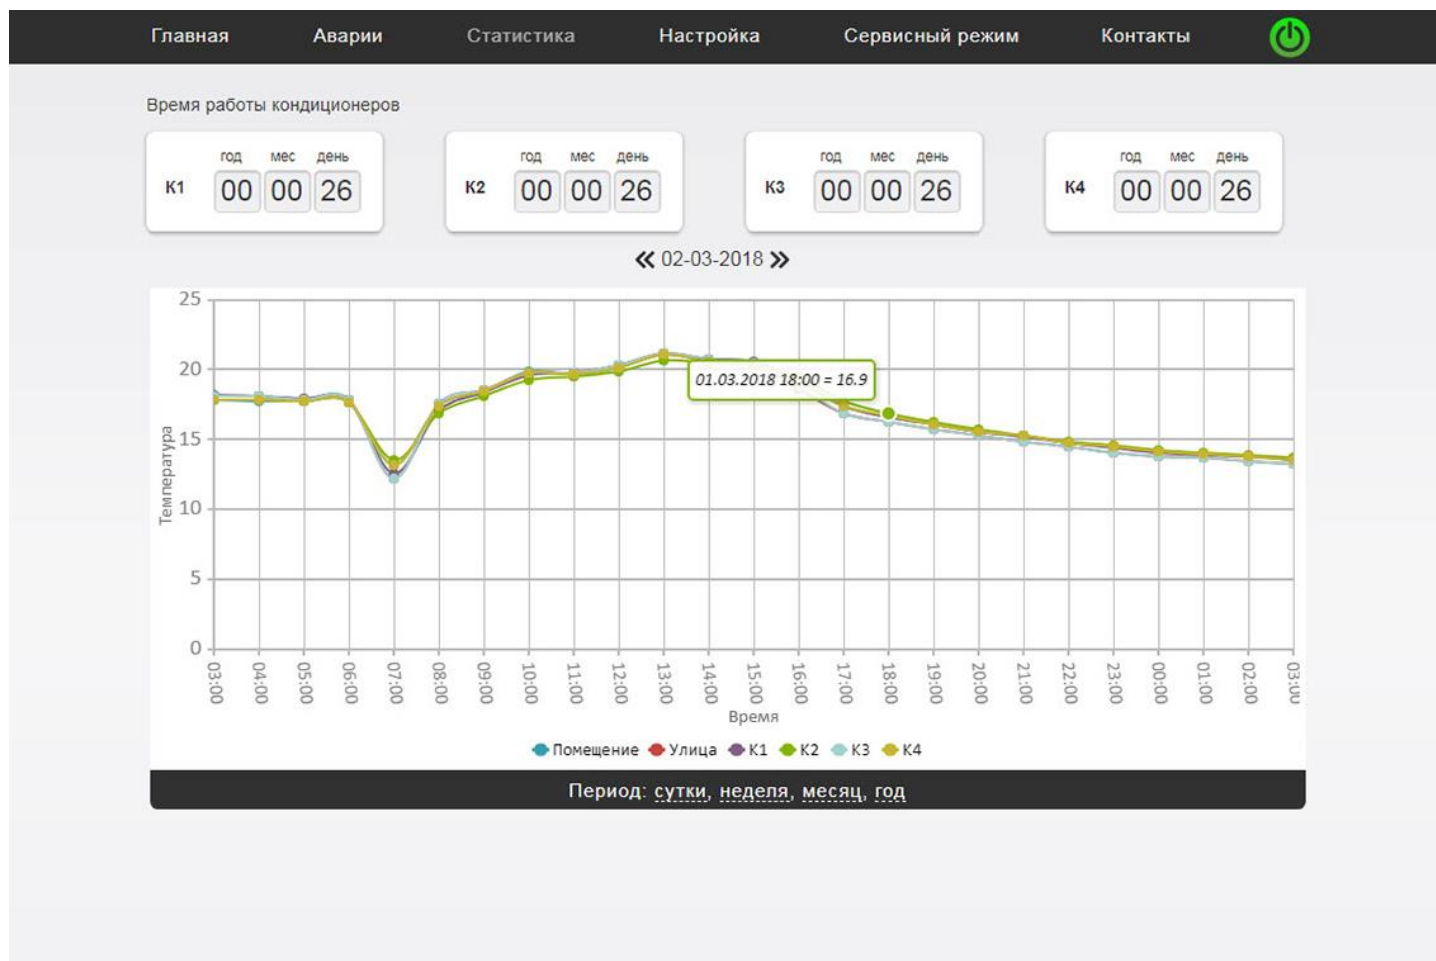 Главная Аварии Статистика Настройка Сервисный режим Контакты
Время работы кондиционеров
год мес день год мес день год мес день год мес день
К1 00 00 26 К2 00 00 26 К3 00 00 26 К4 00 00 26
02-03-2018
25
20
15
10
5
0
Температура
01.03.2018 18:00 = 16.9
03:00 04:00 05:00 06:00 07:00 08:00 09:00 10:00 11:00 12:00 13:00 14:00 15:00 16:00 17:00 18:00 19:00 20:00 21:00 22:00 23:00 00:00 01:00 02:00 03:00
Время
Помещение Улица К1 К2 К3 К4
Период: сутки, неделя, месяц, год